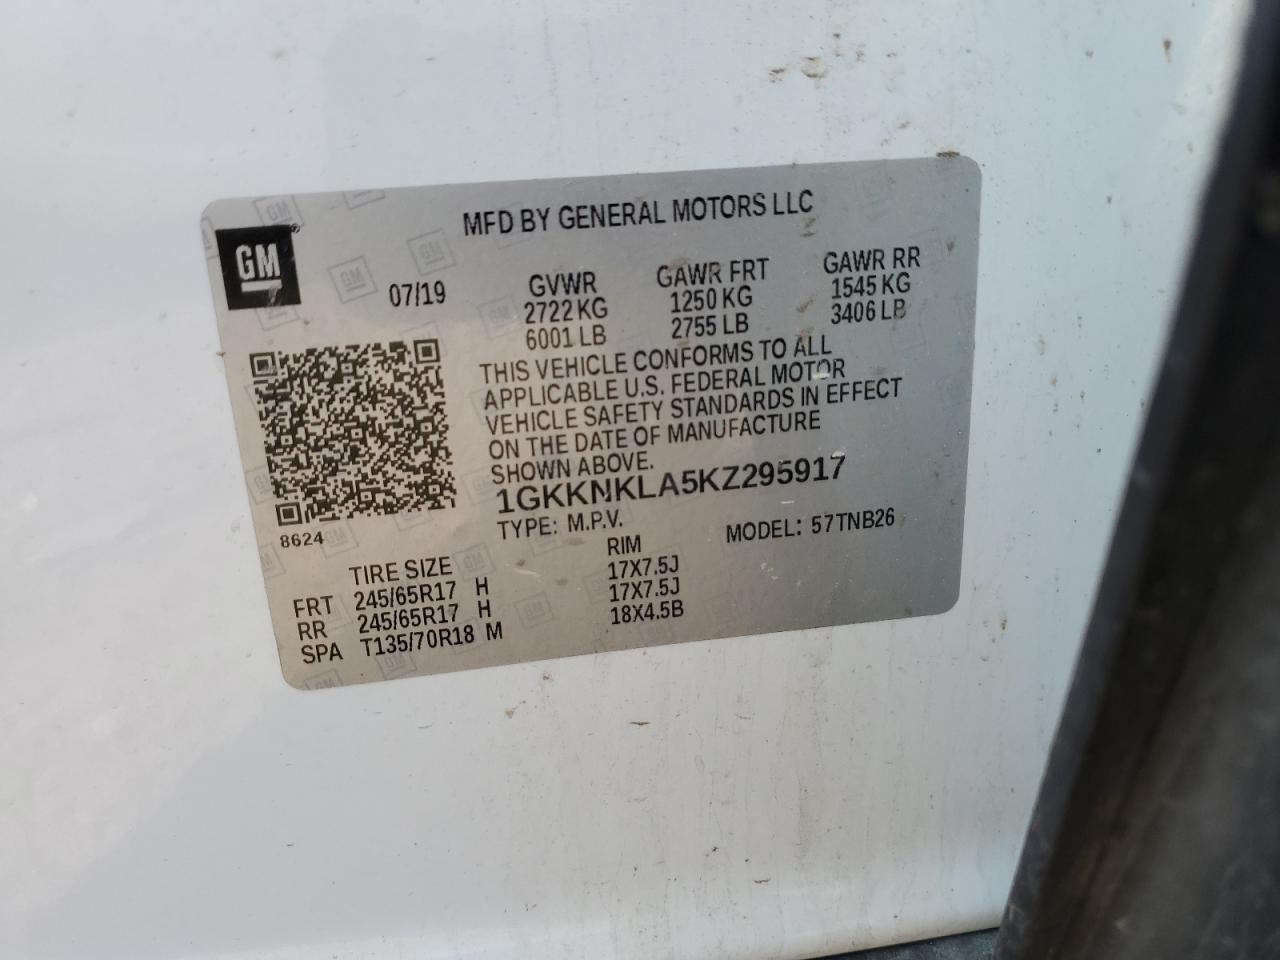 MFD BY GENERAL MOTORS LLC
GM
07/19
GVWR GAWR FRT GAWR RR
2722 KG 1250 KG 1545 KG
6001 LB 2755 LB 3406 LB
THIS VEHICLE CONFORMS TO ALL
APPLICABLE U.S. FEDERAL MOTOR
VEHICLE SAFETY STANDARDS IN EFFECT
ON THE DATE OF MANUFACTURE
SHOWN ABOVE.
1GKKNKLA5KZ295917
TYPE: M.P.V. MODEL: 57TNB26
8624
TIRE SIZE RIM
FRT 245/65R17 H 17X7.5J
RR 245/65R17 H 17X7.5J
SPA T135/70R18 M 18X4.5B